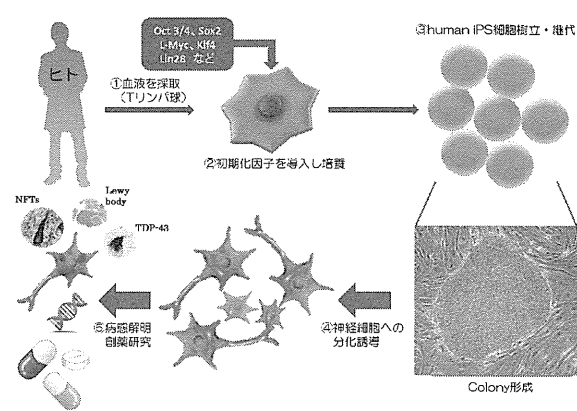 Oct 3/4、Sox2
L-Myc、Klf4
Lin28 など
③human iPS細胞樹立・継代
ヒト
①血液を採取
（Tリンパ球）
②初期化因子を導入し培養
NFTs
Lewy
body
TDP-43
⑤病態解明
創薬研究
④神経細胞への
分化誘導
Colony形成